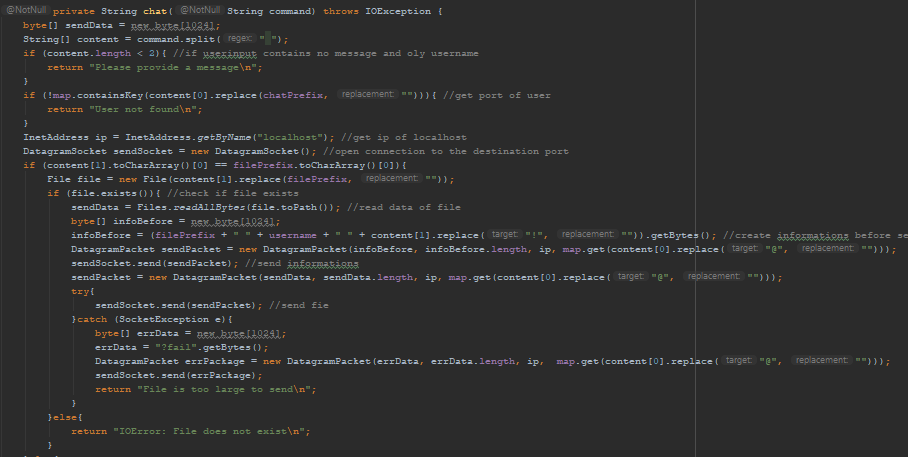 @NotNull private String chat( @NotNull String command) throws IOException {
byte[] sendData = new byte[1024];
String[] content = command.split( regex: " ");
if (content.length < 2){ //if userinput contains no message and oly username
return "Please provide a message\n";
}
if (!map.containsKey(content[0].replace(chatPrefix, replacement: ""))){ //get port of user
return "User not found\n";
}
InetAddress ip = InetAddress.getByName("localhost"); //get ip of localhost
DatagramSocket sendSocket = new DatagramSocket(); //open connection to the destination port
if (content[1].toCharArray()[0] == filePrefix.toCharArray()[0]){
File file = new File(content[1].replace(filePrefix, replacement: ""));
if (file.exists()){ //check if file exists
sendData = Files.readAllBytes(file.toPath()); //read data of file
byte[] infoBefore = new byte[1024];
infoBefore = (filePrefix + " " + username + " " + content[1].replace( target: "!", replacement: "")).getBytes(); //create informations before se
DatagramPacket sendPacket = new DatagramPacket(infoBefore, infoBefore.length, ip, map.get(content[0].replace( target: "@", replacement: "")));
sendSocket.send(sendPacket); //send informations
sendPacket = new DatagramPacket(sendData, sendData.length, ip, map.get(content[0].replace( target: "@", replacement: "")));
try{
sendSocket.send(sendPacket); //send fie
}catch (SocketException e){
byte[] errData = new byte[1024];
errData = "?fail".getBytes();
DatagramPacket errPackage = new DatagramPacket(errData, errData.length, ip, map.get(content[0].replace( target: "@", replacement: "")));
sendSocket.send(errPackage);
return "File is too large to send\n";
}
}else{
return "IOError: File does not exist\n";
}